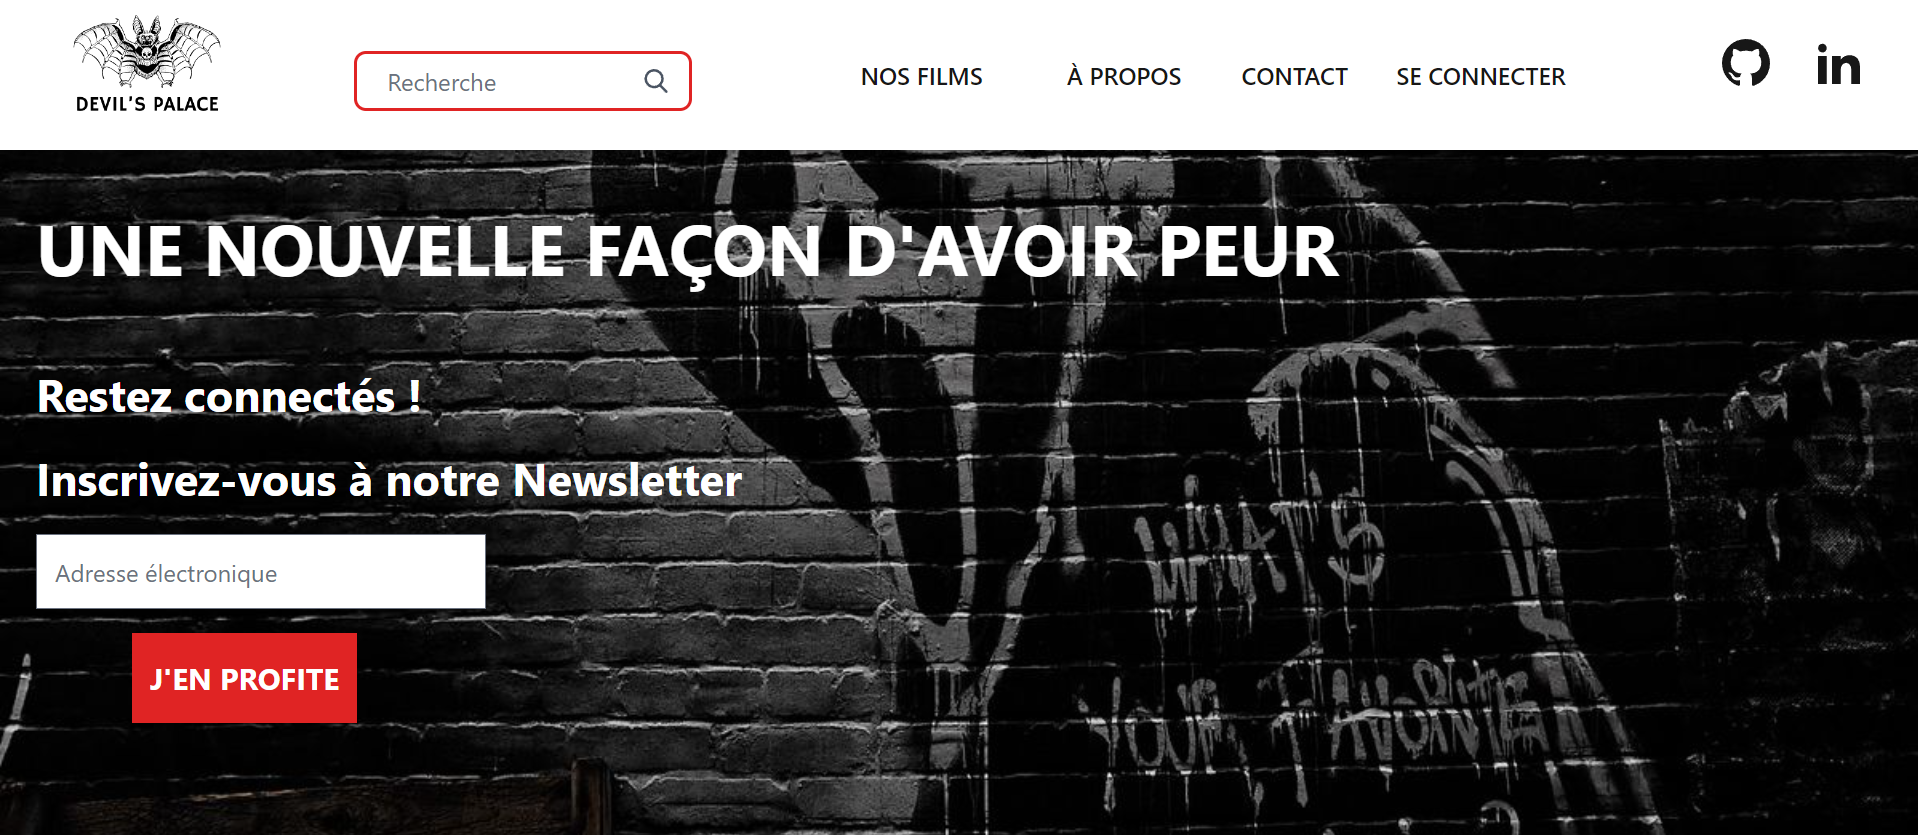 DEVIL'S PALACE
Recherche
NOS FILMS
À PROPOS
CONTACT
SE CONNECTER
in
UNE NOUVELLE FAÇON D'AVOIR PEUR
Restez connectés !
Inscrivez-vous à notre Newsletter
Adresse électronique
J'EN PROFITE
WHAT'S
YOUR FAVORITE